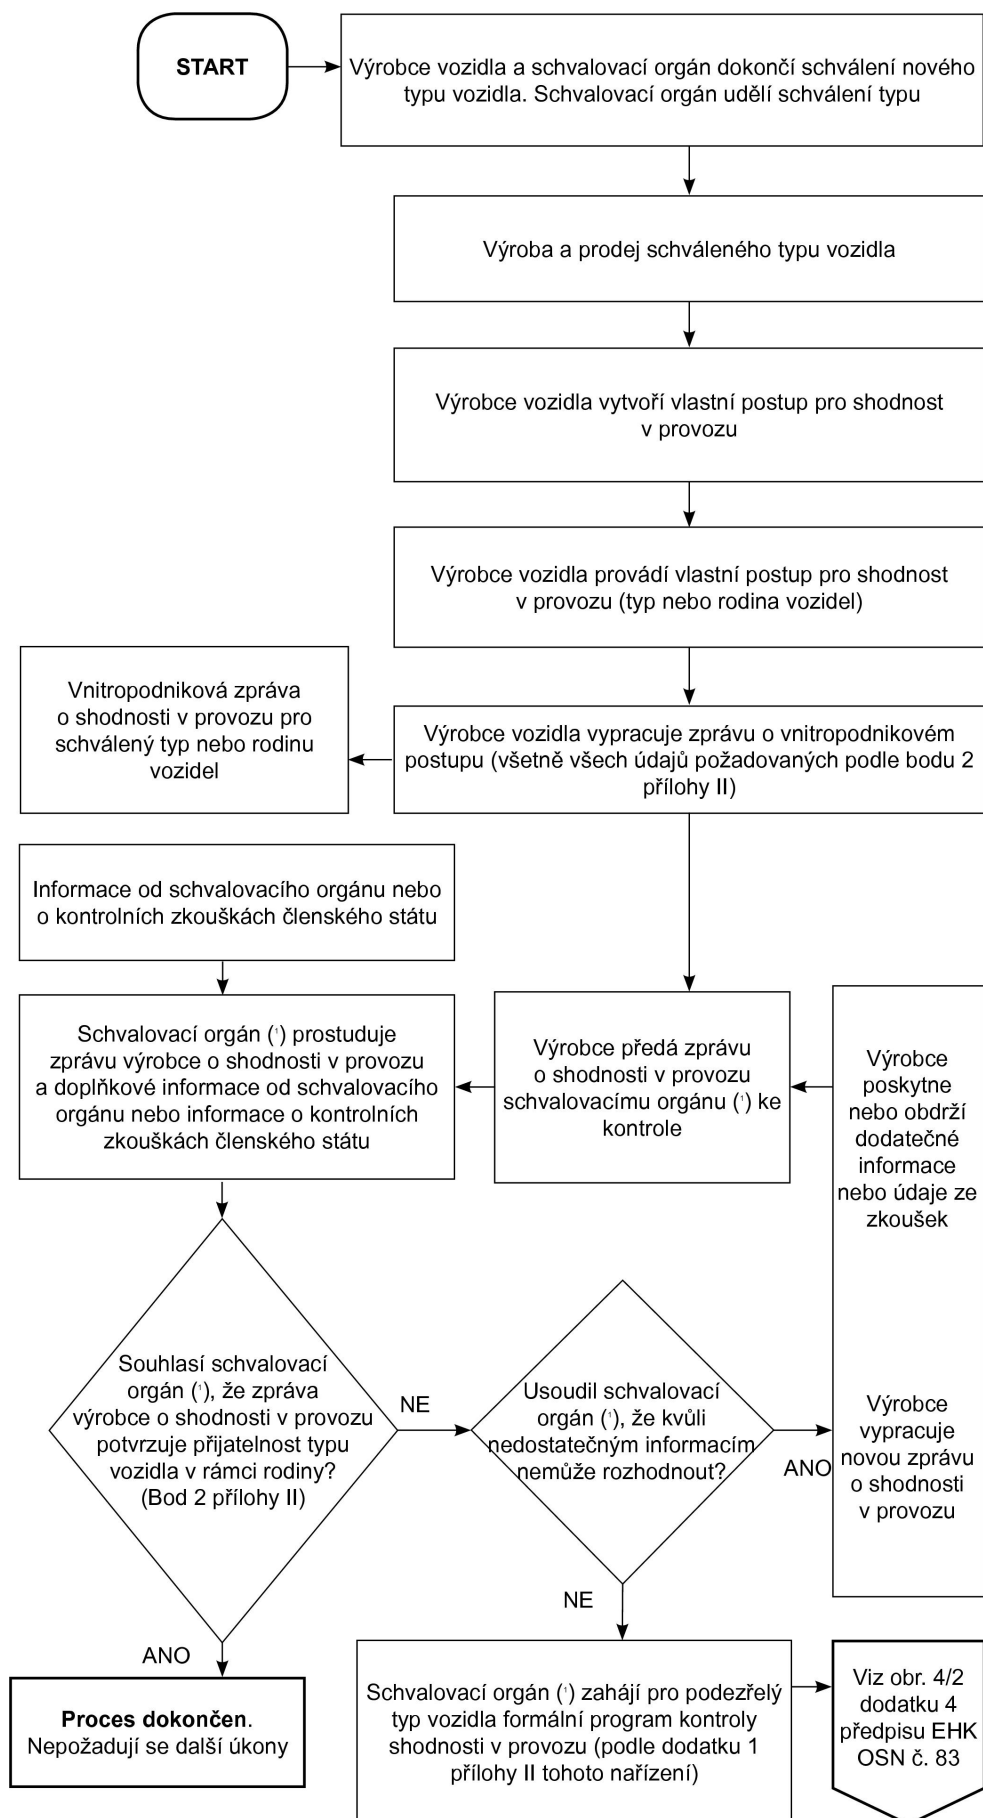 START
Výrobce vozidla a schvalovací orgán dokončí schválení nového
typu vozidla. Schvalovací orgán udělí schválení typu
Výroba a prodej schváleného typu vozidla
Výrobce vozidla vytvoří vlastní postup pro shodnost
v provozu
Výrobce vozidla provádí vlastní postup pro shodnost
v provozu (typ nebo rodina vozidel)
Vnitropodniková zpráva
o shodnosti v provozu pro
schválený typ nebo rodinu
vozidel
Výrobce vozidla vypracuje zprávu o vnitropodnikovém
postupu (všetně všech údajů požadovaných podle bodu 2
přílohy II)
Informace od schvalovacího orgánu nebo
o kontrolních zkouškách členského státu
Schvalovací orgán (¹) prostuduje
zprávu výrobce o shodnosti v provozu
a doplňkové informace od schvalovacího
orgánu nebo informace o kontrolních
zkouškách členského státu
Výrobce předá zprávu
o shodnosti v provozu
schvalovacímu orgánu (¹) ke
kontrole
Výrobce
poskytne
nebo obdrží
dodatečné
informace
nebo údaje ze
zkoušek
Souhlasí schvalovací
orgán (¹), že zpráva
výrobce o shodnosti v provozu
potvrzuje přijatelnost typu
vozidla v rámci rodiny?
(Bod 2 přílohy II)
NE
Usoudil schvalovací
orgán (¹), že kvůli
nedostatečným informacím
nemůže rozhodnout?
ANO
Výrobce
vypracuje
novou zprávu
o shodnosti
v provozu
NE
ANO
Proces dokončen.
Nepožadují se další úkony
Schvalovací orgán (¹) zahájí pro podezřelý
typ vozidla formální program kontroly
shodnosti v provozu (podle dodatku 1
přílohy II tohoto nařízení)
Viz obr. 4/2
dodatku 4
předpisu EHK
OSN č. 83